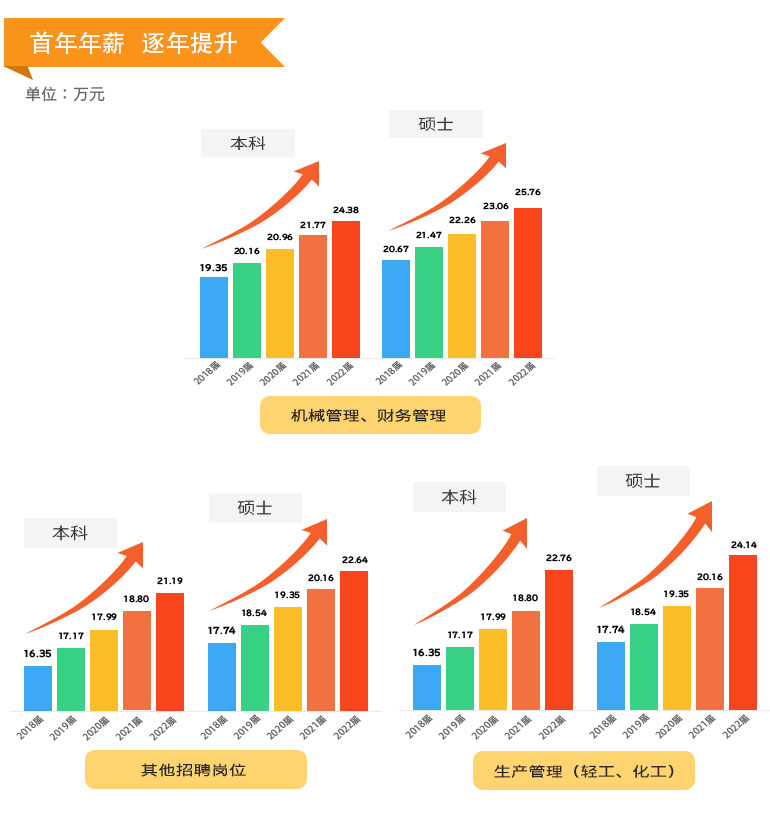 首年年薪 逐年提升
单位：万元
本科
硕士
19.35 20.16 20.96 21.77 24.38
20.67 21.47 22.26 23.06 25.76
2018届 2019届 2020届 2021届 2022届
2018届 2019届 2020届 2021届 2022届
机械管理、财务管理
本科
硕士
16.35 17.17 17.99 18.80 21.19
17.74 18.54 19.35 20.16 22.64
2018届 2019届 2020届 2021届 2022届
2018届 2019届 2020届 2021届 2022届
其他招聘岗位
本科
硕士
16.35 17.17 17.99 18.80 22.76
17.74 18.54 19.35 20.16 24.14
2018届 2019届 2020届 2021届 2022届
2018届 2019届 2020届 2021届 2022届
生产管理（轻工、化工）